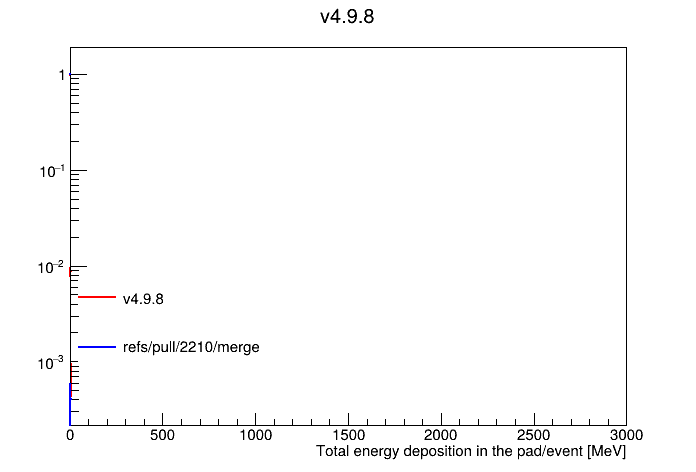 v4.9.8
1
10⁻¹
10⁻²
10⁻³
v4.9.8
refs/pull/2210/merge
0 500 1000 1500 2000 2500 3000
Total energy deposition in the pad/event [MeV]